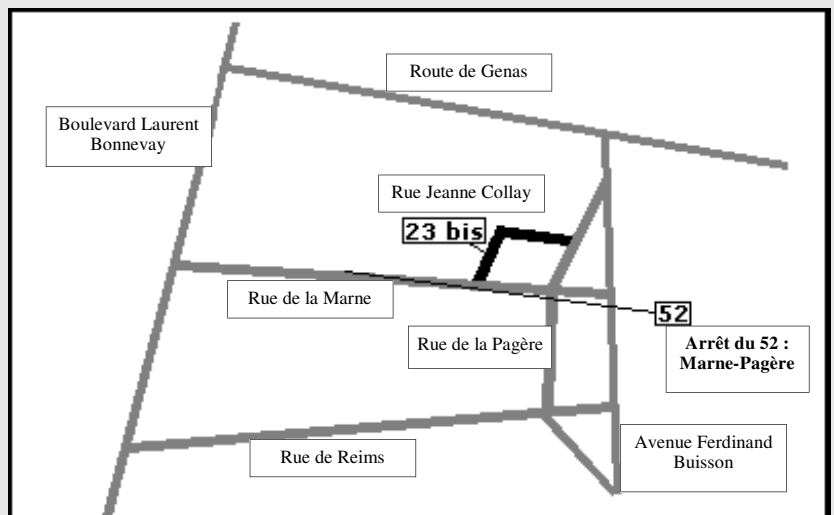 Route de Genas
Boulevard Laurent
Bonnevay
Rue Jeanne Collay
23 bis
Rue de la Marne
52
Rue de la Pagère
Arrêt du 52 :
Marne-Pagère
Avenue Ferdinand
Buisson
Rue de Reims